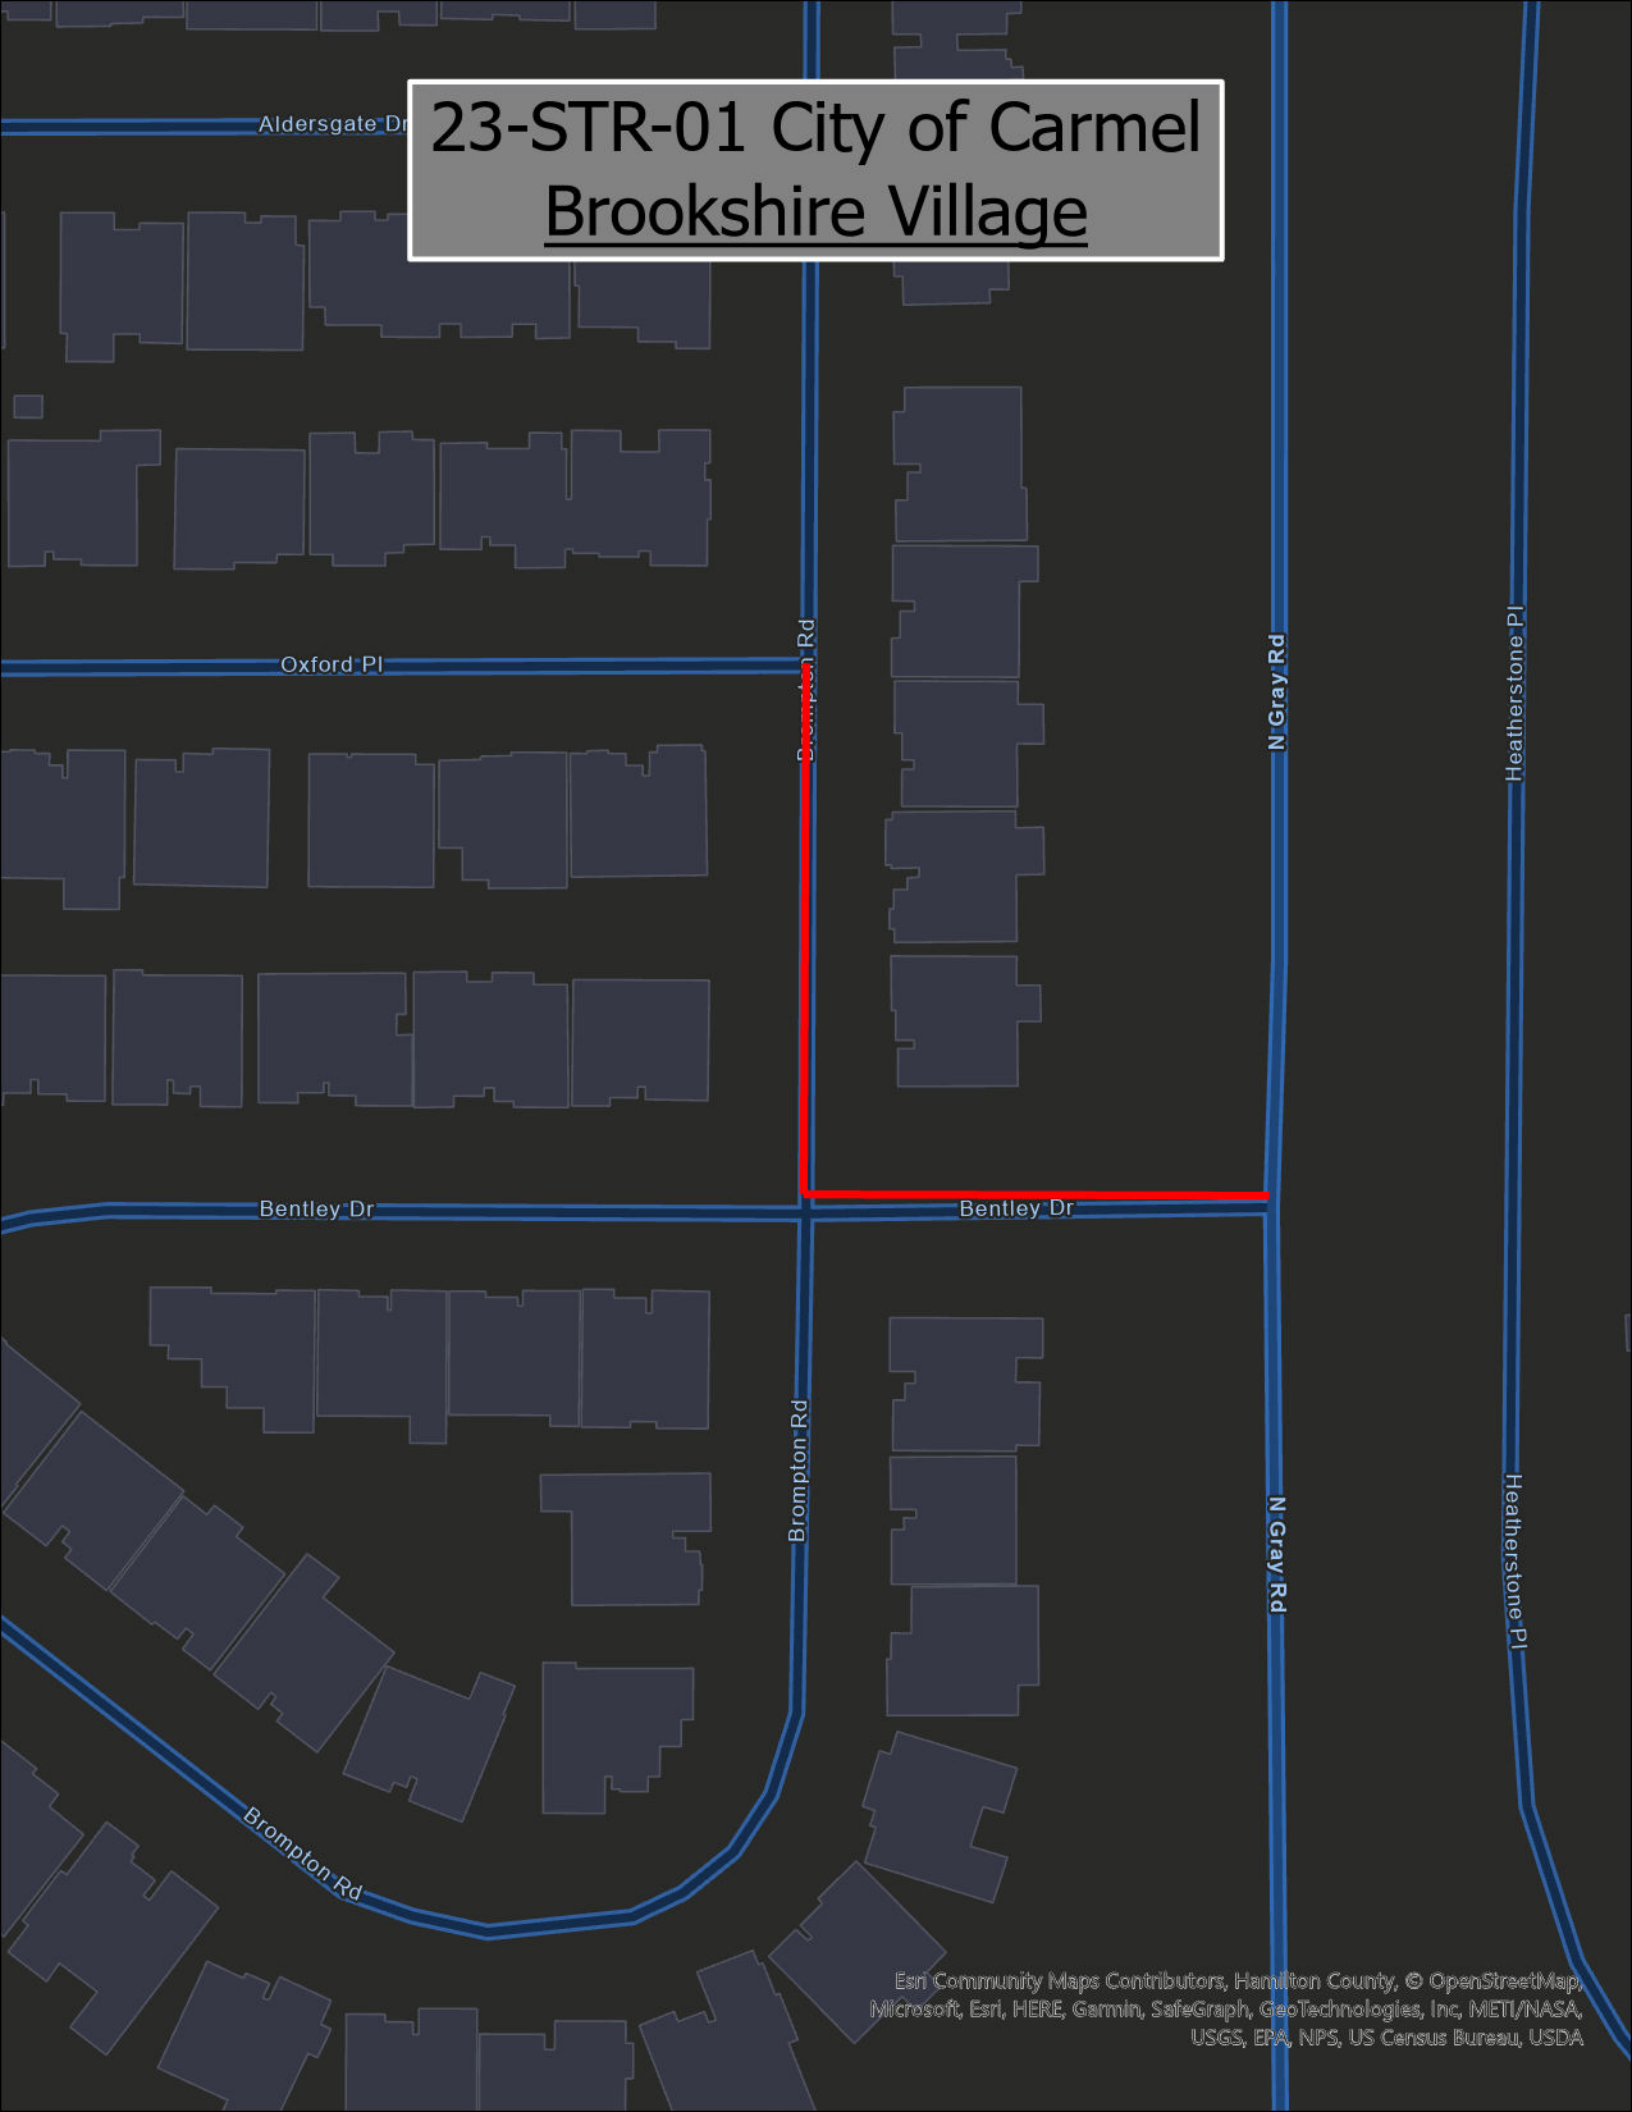 Aldersgate Dr
23-STR-01 City of Carmel
Brookshire Village
Oxford Pl
Brompton Rd
N Gray Rd
Heatherstone Pl
Bentley Dr
Bentley Dr
Brompton Rd
N Gray Rd
Heatherstone Pl
Brompton Rd
Esri Community Maps Contributors, Hamilton County, © OpenStreetMap,
Microsoft, Esri, HERE, Garmin, SafeGraph, GeoTechnologies, Inc, METI/NASA,
USGS, EPA, NPS, US Census Bureau, USDA